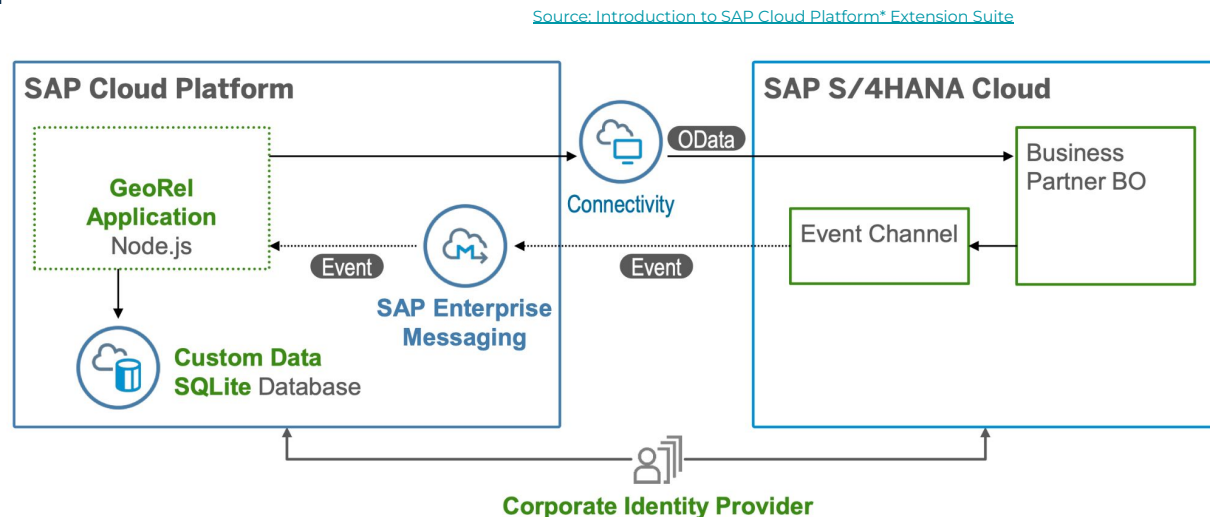 Source: Introduction to SAP Cloud Platform* Extension Suite
SAP Cloud Platform
SAP S/4HANA Cloud
GeoRel
Application
Node.js
OData
Connectivity
Business
Partner BO
Event Channel
Event
Event
SAP Enterprise
Messaging
Custom Data
SQLite Database
Corporate Identity Provider